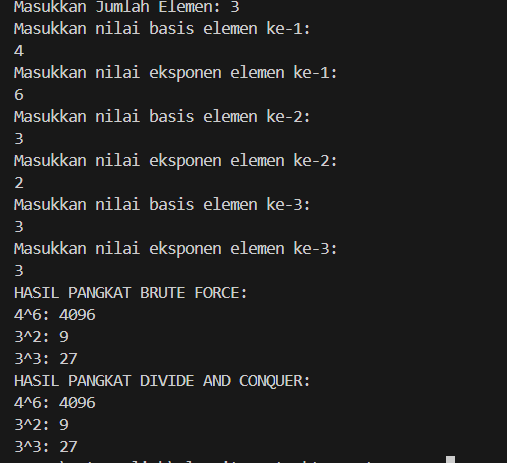 Masukkan Jumlah Elemen: 3
Masukkan nilai basis elemen ke-1:
4
Masukkan nilai eksponen elemen ke-1:
6
Masukkan nilai basis elemen ke-2:
3
Masukkan nilai eksponen elemen ke-2:
2
Masukkan nilai basis elemen ke-3:
3
Masukkan nilai eksponen elemen ke-3:
3
HASIL PANGKAT BRUTE FORCE:
4^6: 4096
3^2: 9
3^3: 27
HASIL PANGKAT DIVIDE AND CONQUER:
4^6: 4096
3^2: 9
3^3: 27